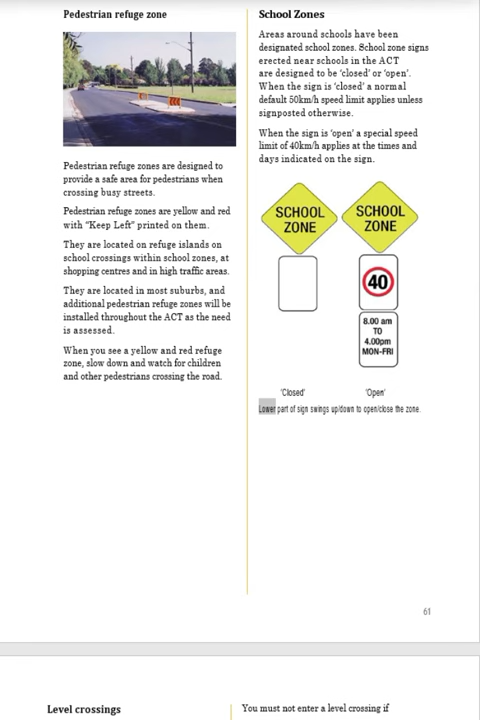 Pedestrian refuge zone
Pedestrian refuge zones are designed to
provide a safe area for pedestrians when
crossing busy streets.
Pedestrian refuge zones are yellow and red
with “Keep Left” printed on them.
They are located on refuge islands on
school crossings within school zones, at
shopping centres and in high traffic areas.
They are located in most suburbs, and
additional pedestrian refuge zones will be
installed throughout the ACT as the need
is assessed.
When you see a yellow and red refuge
zone, slow down and watch for children
and other pedestrians crossing the road.
School Zones
Areas around schools have been
designated school zones. School zone signs
erected near schools in the ACT
are designed to be ‘closed’ or ‘open’.
When the sign is ‘closed’ a normal
default 50km/h speed limit applies unless
signposted otherwise.
When the sign is ‘open’ a special speed
limit of 40km/h applies at the times and
days indicated on the sign.
SCHOOL
ZONE
SCHOOL
ZONE
40
8.00 am
TO
4.00pm
MON-FRI
‘Closed’
‘Open’
Lower part of sign swings up/down to open/close the zone.
61
Level crossings
You must not enter a level crossing if